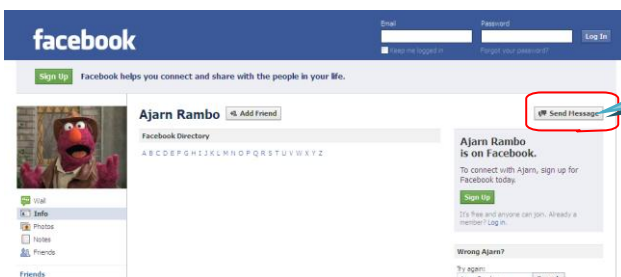 Email
Password
facebook
Log In
Keep me logged in
Forgot your password?
Sign Up
Facebook helps you connect and share with the people in your life.
Ajarn Rambo
Add Friend
Send Message
Facebook Directory
A B C D E F G H I J K L M N O P Q R S T U V W X Y Z
Ajarn Rambo
is on Facebook.
To connect with Ajarn, sign up for
Facebook today.
Sign Up
It's free and anyone can join. Already a
member? Log in.
Wall
Info
Photos
Notes
Friends
Wrong Ajarn?
Friends
Try again: